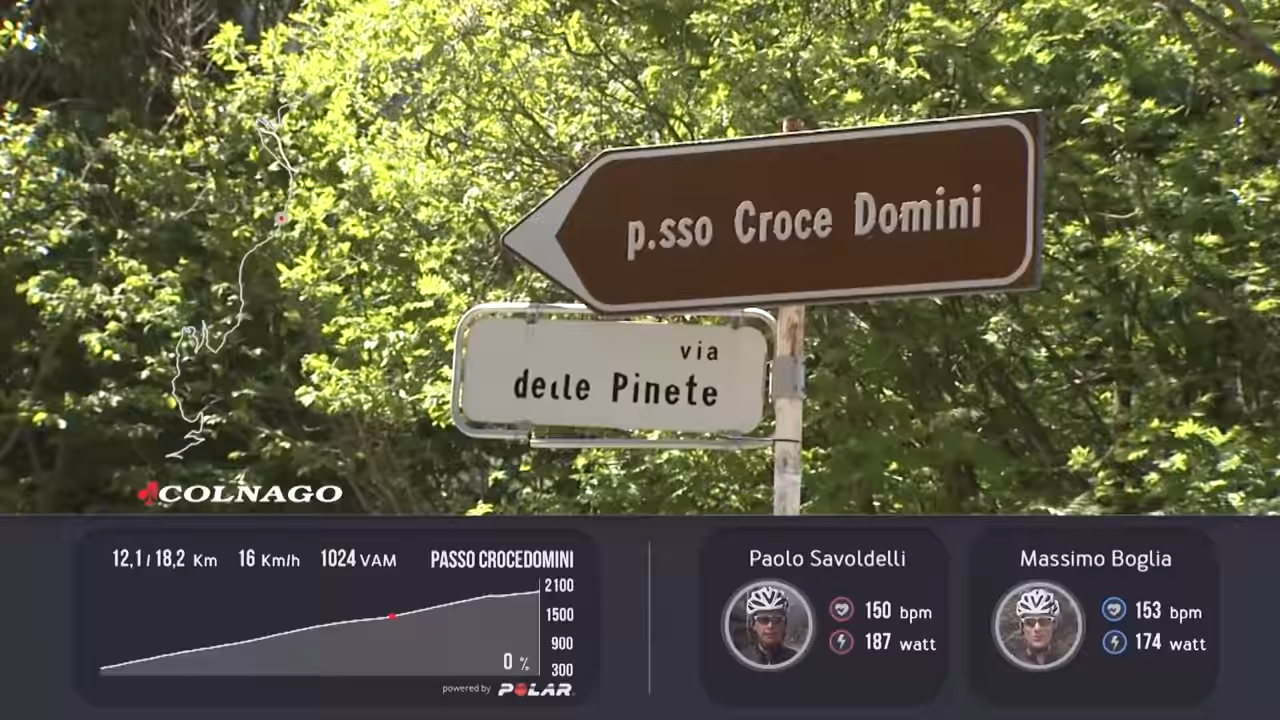 p.sso Croce Domini
via
delle Pinete
COLNAGO
12,1 / 18,2 Km 16 Km/h 1024 VAM PASSO CROCEDOMINI
2100
1500
900
300
0 %
powered by POLAR
Paolo Savoldelli
150 bpm
187 watt
Massimo Boglia
153 bpm
174 watt